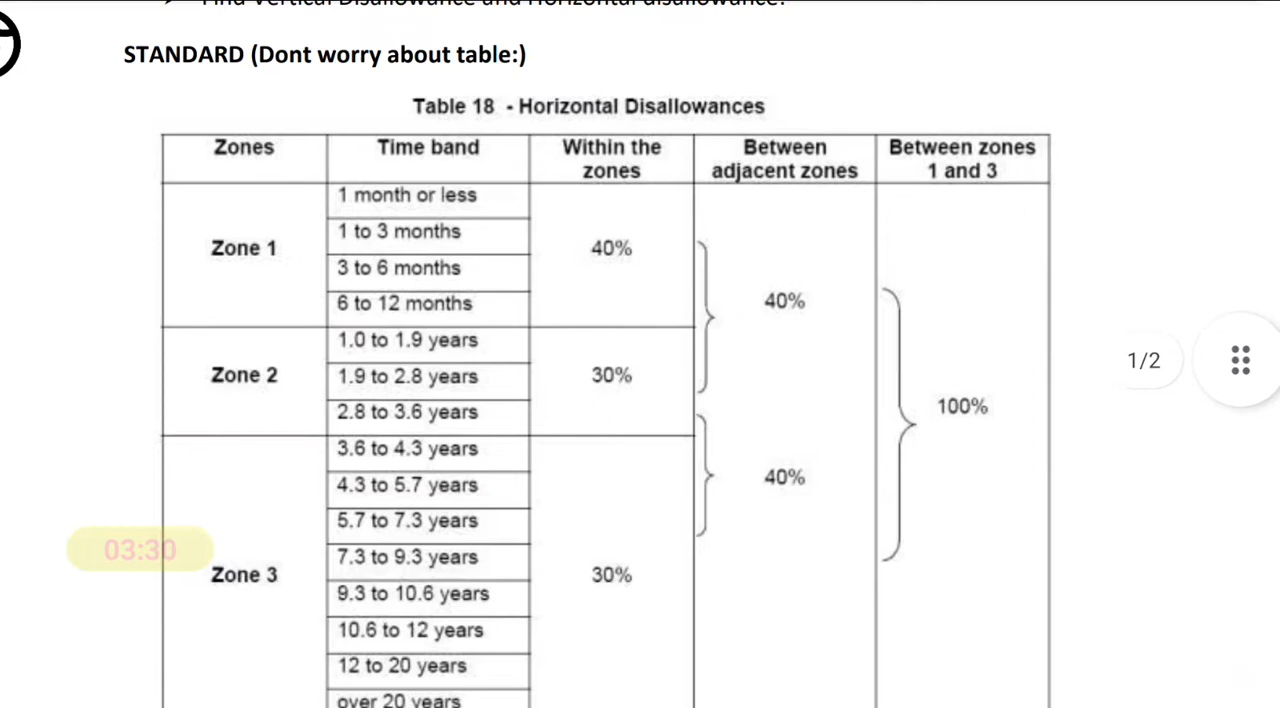 Find Vertical Disallowance and Horizontal disallowance?
STANDARD (Dont worry about table:)
Table 18 - Horizontal Disallowances
Zones Time band Within the zones Between adjacent zones Between zones 1 and 3
Zone 1 1 month or less 40% 40% 100%
1 to 3 months
3 to 6 months
6 to 12 months
Zone 2 1.0 to 1.9 years 30%
1.9 to 2.8 years
2.8 to 3.6 years
Zone 3 3.6 to 4.3 years 30% 40%
4.3 to 5.7 years
5.7 to 7.3 years
7.3 to 9.3 years
9.3 to 10.6 years
10.6 to 12 years
12 to 20 years
over 20 years
1/2
03:30